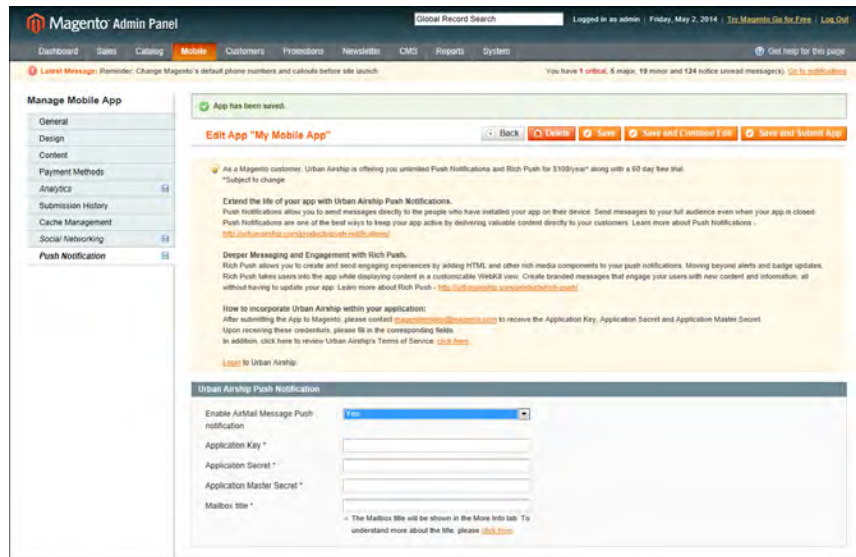 Magento Admin Panel
Global Record Search
Logged in as admin | Friday, May 2, 2014 | Try Magento Go for Free | Log Out
Dashboard Sales Catalog Mobile Customers Promotions Newsletter CMS Reports System
Get help for this page
Latest Message: Reminder: Change Magento's default phone numbers and callouts before site launch
You have 1 critical, 5 major, 19 minor and 124 notice unread message(s). Go to notifications
Manage Mobile App
General
Design
Content
Payment Methods
Analytics
Submission History
Cache Management
Social Networking
Push Notification
App has been saved.
Edit App "My Mobile App"
Back Delete Save Save and Continue Edit Save and Submit App
As a Magento customer, Urban Airship is offering you unlimited Push Notifications and Rich Push for $100/year* along with a 60 day free trial.
*Subject to change
Extend the life of your app with Urban Airship Push Notifications.
Push Notifications allow you to send messages directly to the people who have installed your app on their device. Send messages to your full audience even when your app is closed.
Push Notifications are one of the best ways to keep your app active by delivering valuable content directly to your customers. Learn more about Push Notifications -
http://urbanairship.com/products/push-notifications/
Deeper Messaging and Engagement with Rich Push.
Rich Push allows you to create and send engaging experiences by adding HTML and other rich media components to your push notifications. Moving beyond alerts and badge updates,
Rich Push takes users into the app while displaying content in a customizable WebKit view. Create branded messages that engage your users with new content and information, all
without having to update your app. Learn more about Rich Push - http://urbanairship.com/products/rich-push/
How to incorporate Urban Airship within your application:
After submitting the App to Magento, please contact to receive the Application Key, Application Secret and Application Master Secret.
Upon receiving these credentials, please fill in the corresponding fields.
In addition, click here to review Urban Airship's Terms of Service: click here.
Login to Urban Airship.
Urban Airship Push Notification
Enable AirMail Message Push
notification
Yes
Application Key *
Application Secret *
Application Master Secret *
Mailbox title *
The Mailbox title will be shown in the More Info tab. To
understand more about the title, please click here.